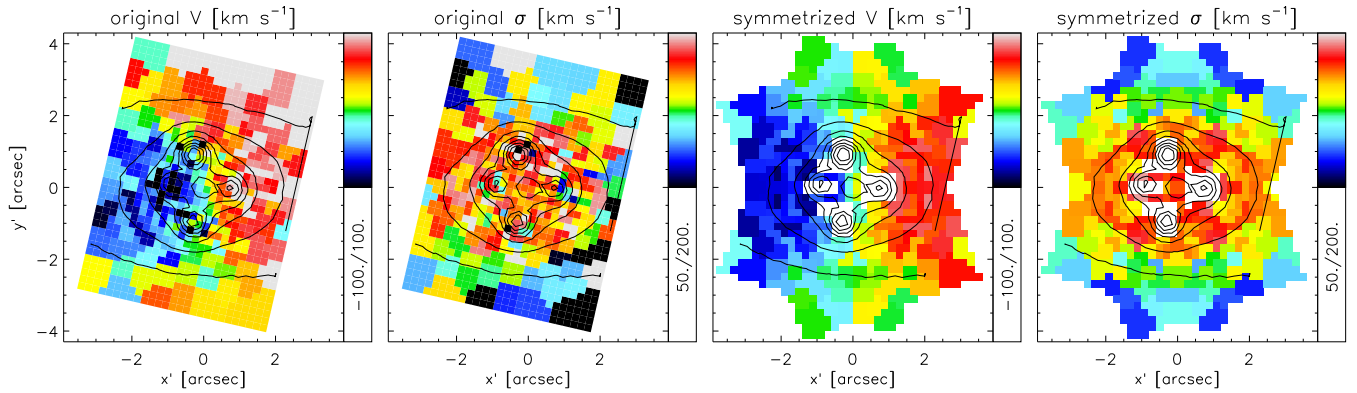 original V [km s⁻¹]
original σ [km s⁻¹]
symmetrized V [km s⁻¹]
symmetrized σ [km s⁻¹]
4
2
0
−2
−4
y' [arcsec]
−100./100.
50./200.
−100./100.
50./200.
−2 0 2
−2 0 2
−2 0 2
−2 0 2
x' [arcsec]
x' [arcsec]
x' [arcsec]
x' [arcsec]